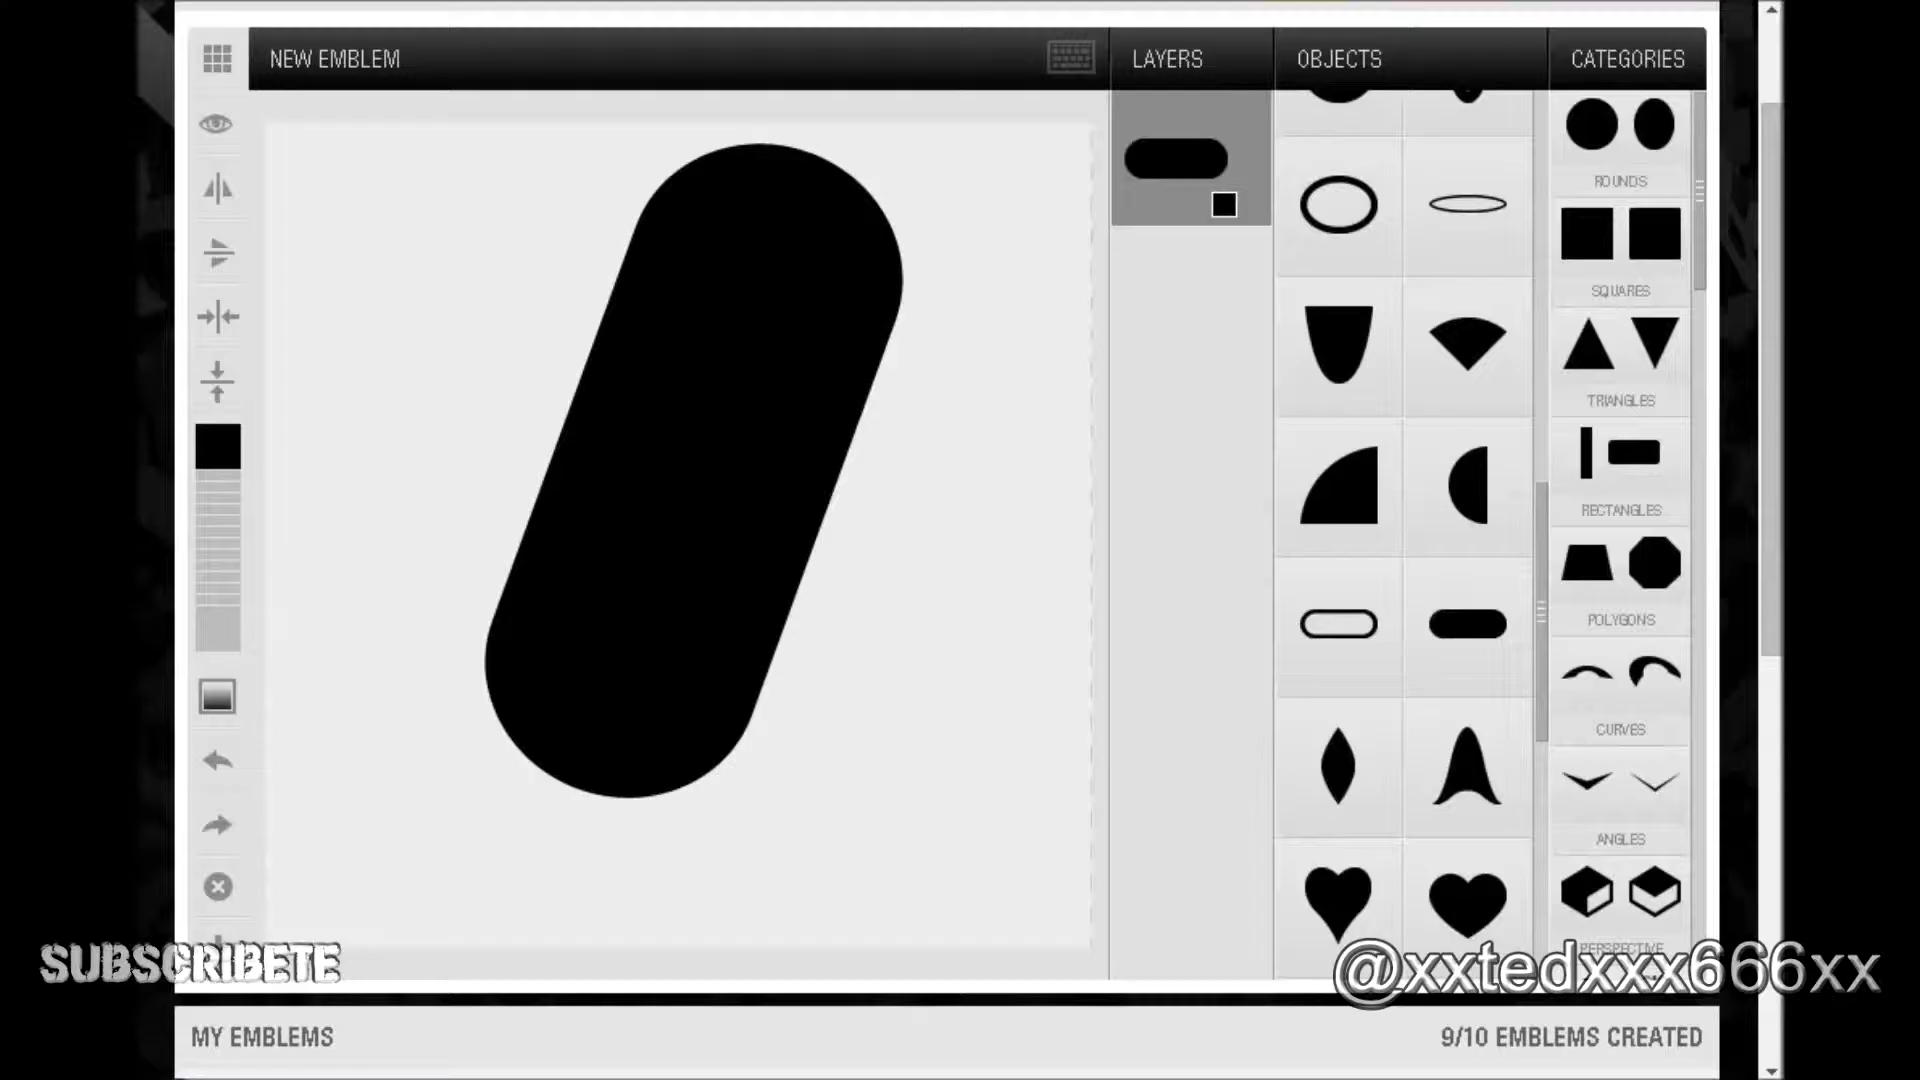 NEW EMBLEM
LAYERS
OBJECTS
CATEGORIES
ROUNDS
SQUARES
TRIANGLES
RECTANGLES
POLYGONS
CURVES
ANGLES
PERSPECTIVE
SUBSCRIBETE
@xxtedxxx666xx
MY EMBLEMS
9/10 EMBLEMS CREATED